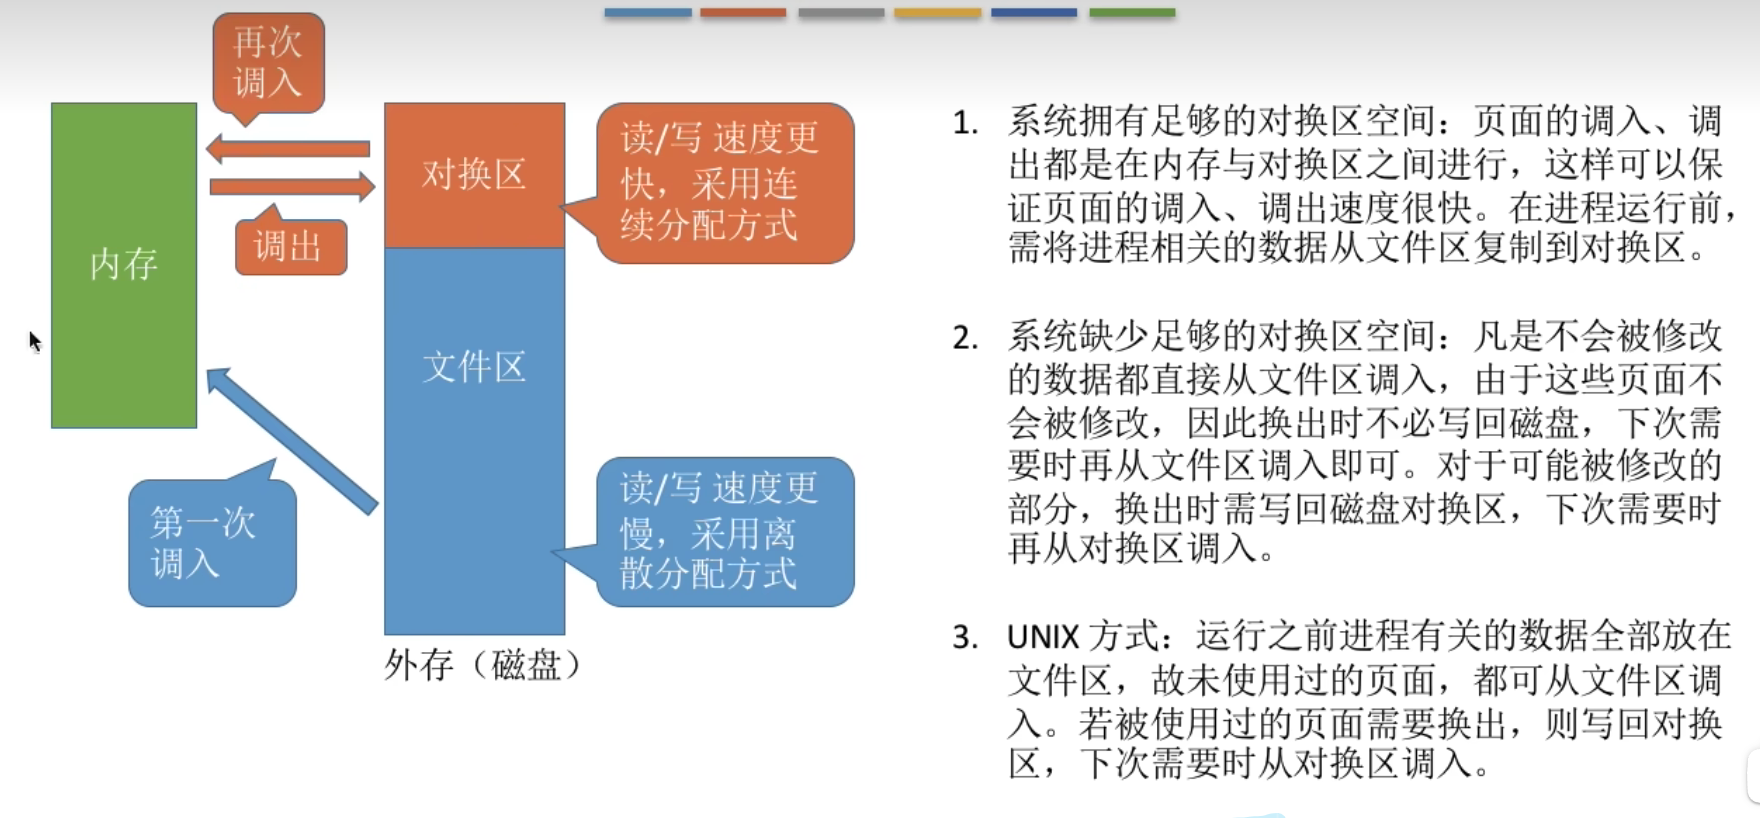 再次
调入
内存
调出
对换区
读/写 速度更
快，采用连
续分配方式
文件区
第一次
调入
读/写 速度更
慢，采用离
散分配方式
外存（磁盘）
1. 系统拥有足够的对换区空间：页面的调入、调
出都是在内存与对换区之间进行，这样可以保
证页面的调入、调出速度很快。在进程运行前，
需将进程相关的数据从文件区复制到对换区。
2. 系统缺少足够的对换区空间：凡是不会被修改
的数据都直接从文件区调入，由于这些页面不
会被修改，因此换出时不必写回磁盘，下次需
要时再从文件区调入即可。对于可能被修改的
部分，换出时需写回磁盘对换区，下次需要时
再从对换区调入。
3. UNIX 方式：运行之前进程有关的数据全部放在
文件区，故未使用过的页面，都可从文件区调
入。若被使用过的页面需要换出，则写回对换
区，下次需要时从对换区调入。